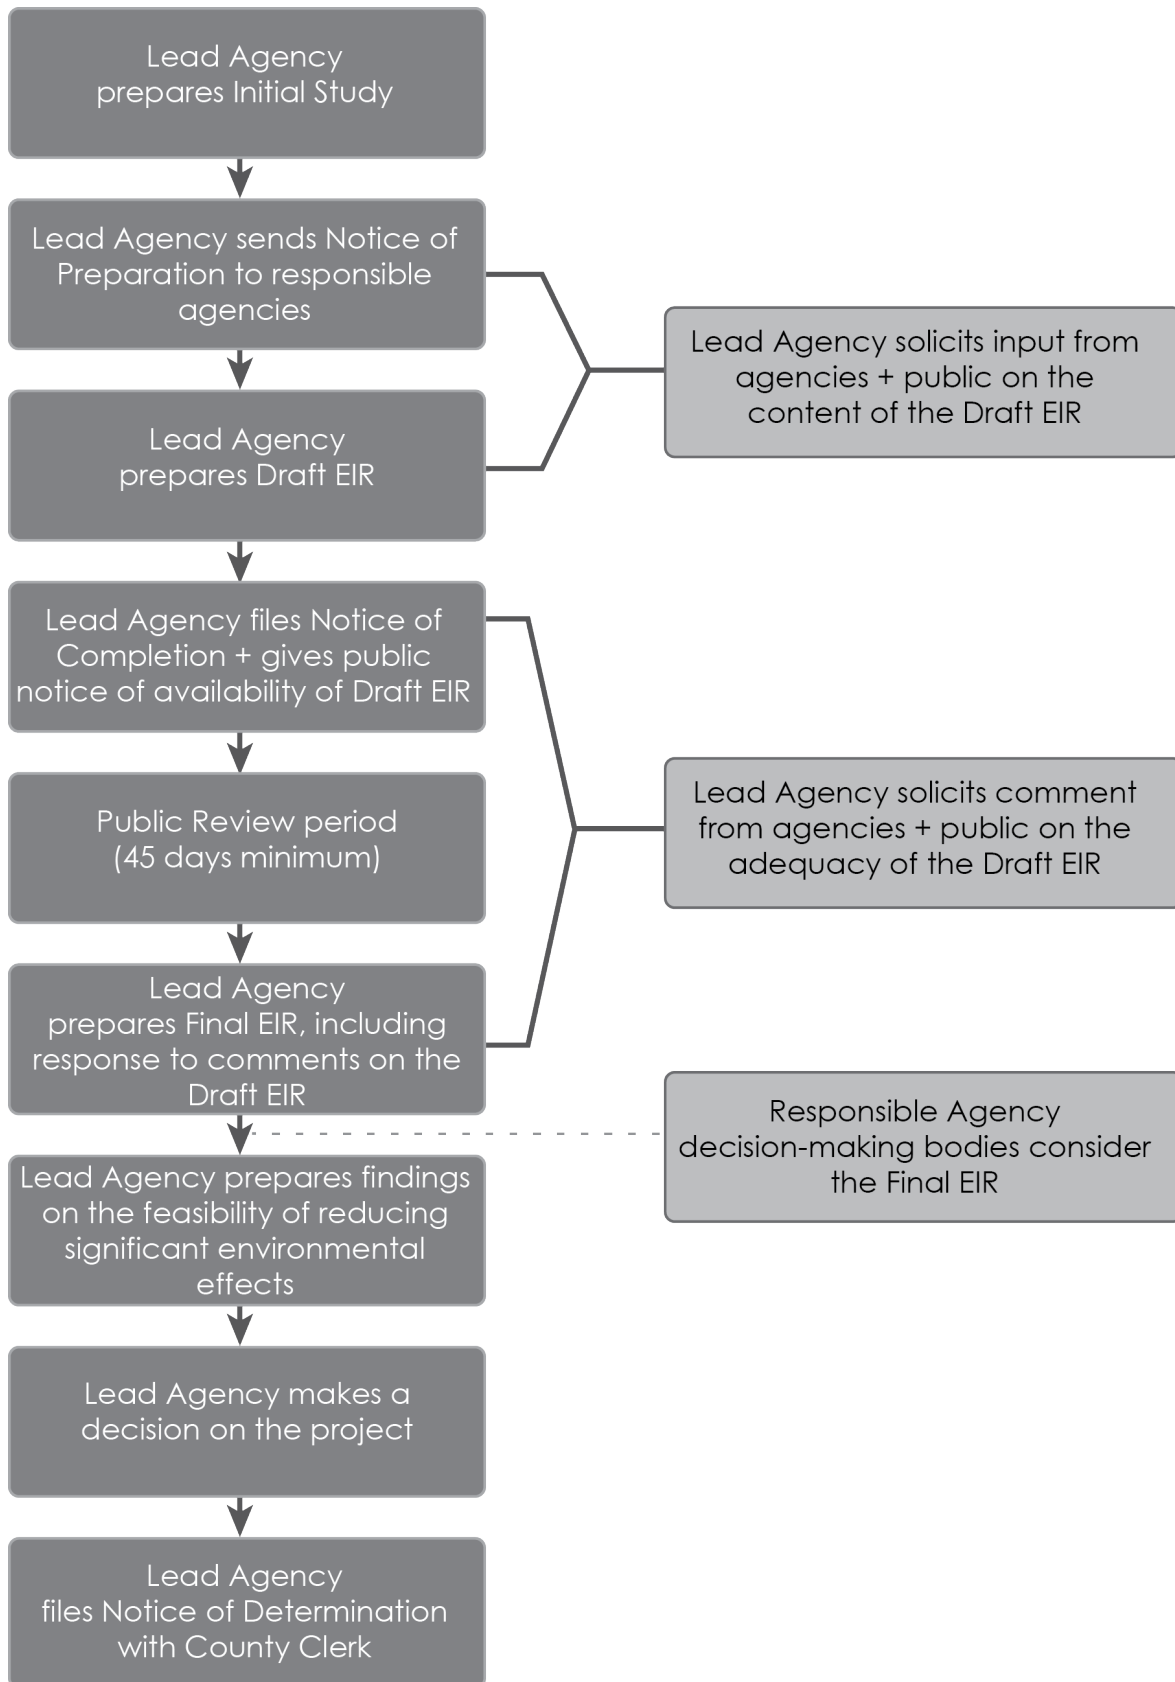 Lead Agency
prepares Initial Study
Lead Agency sends Notice of
Preparation to responsible
agencies
Lead Agency solicits input from
agencies + public on the
content of the Draft EIR
Lead Agency
prepares Draft EIR
Lead Agency files Notice of
Completion + gives public
notice of availability of Draft EIR
Public Review period
(45 days minimum)
Lead Agency solicits comment
from agencies + public on the
adequacy of the Draft EIR
Lead Agency
prepares Final EIR, including
response to comments on the
Draft EIR
Responsible Agency
decision-making bodies consider
the Final EIR
Lead Agency prepares findings
on the feasibility of reducing
significant environmental
effects
Lead Agency makes a
decision on the project
Lead Agency
files Notice of Determination
with County Clerk